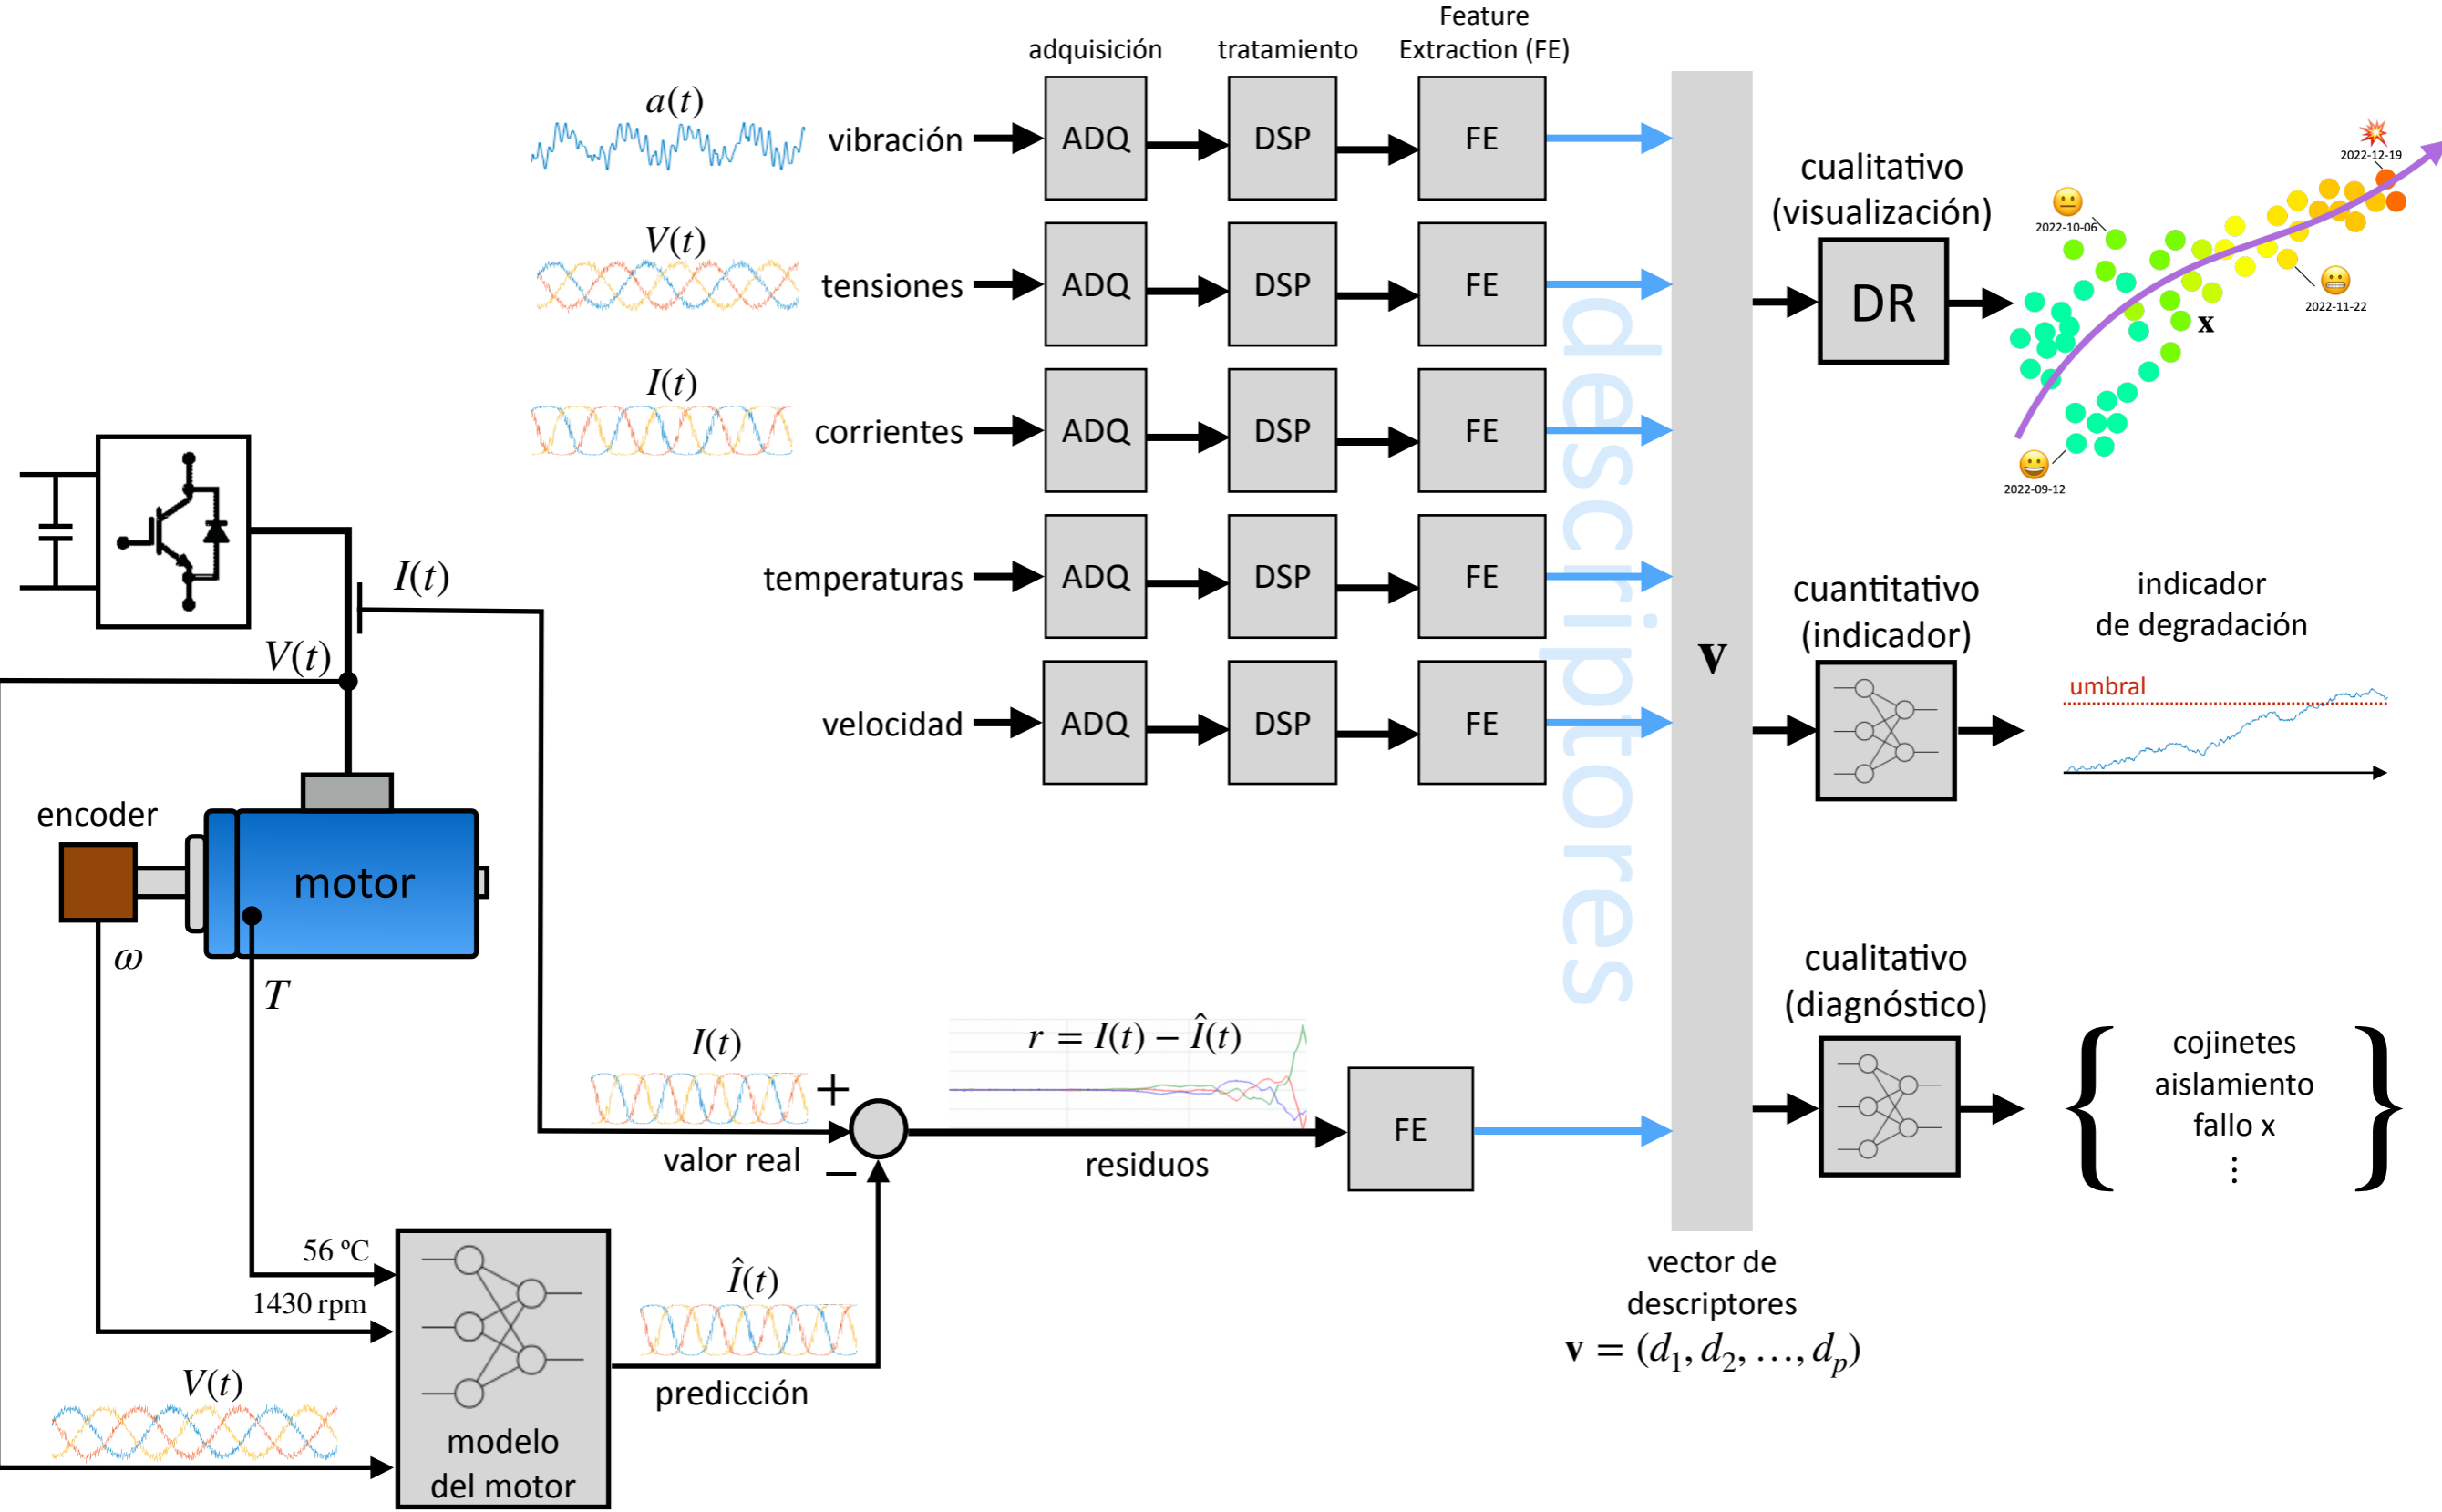 Feature
adquisición
tratamiento
Extraction (FE)
a(t)
vibración
ADQ
DSP
FE
V(t)
tensiones
ADQ
DSP
FE
I(t)
corrientes
ADQ
DSP
FE
temperaturas
ADQ
DSP
FE
velocidad
ADQ
DSP
FE
descriptores
v
cualitativo
(visualización)
DR
2022-12-19
2022-10-06
2022-11-22
x
2022-09-12
cuantitativo
(indicador)
indicador
de degradación
umbral
cualitativo
(diagnóstico)
{ cojinetes
aislamiento
fallo x
⋮ }
I(t)
V(t)
encoder
motor
ω
T
I(t)
+
valor real
−
r = I(t) − Î(t)
residuos
FE
56 ºC
1430 rpm
V(t)
modelo
del motor
Î(t)
predicción
vector de
descriptores
v = (d₁, d₂, …, dₚ)